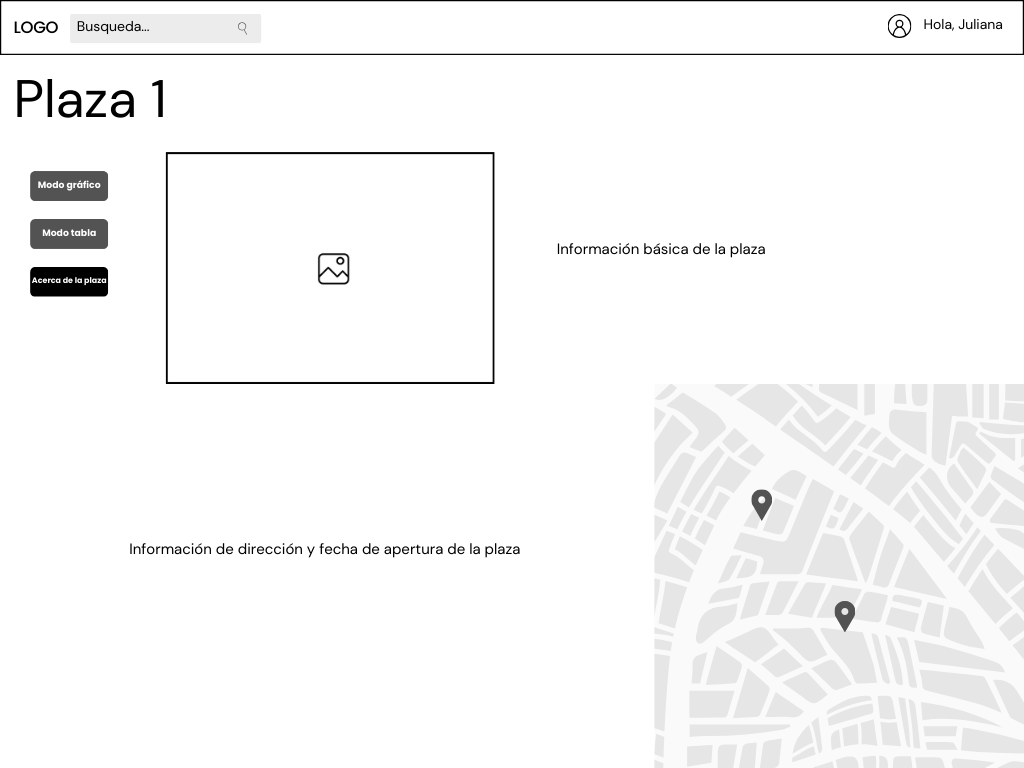 LOGO
Busqueda...
Hola, Juliana
Plaza 1
Modo gráfico
Modo tabla
Acerca de la plaza
Información básica de la plaza
Información de dirección y fecha de apertura de la plaza